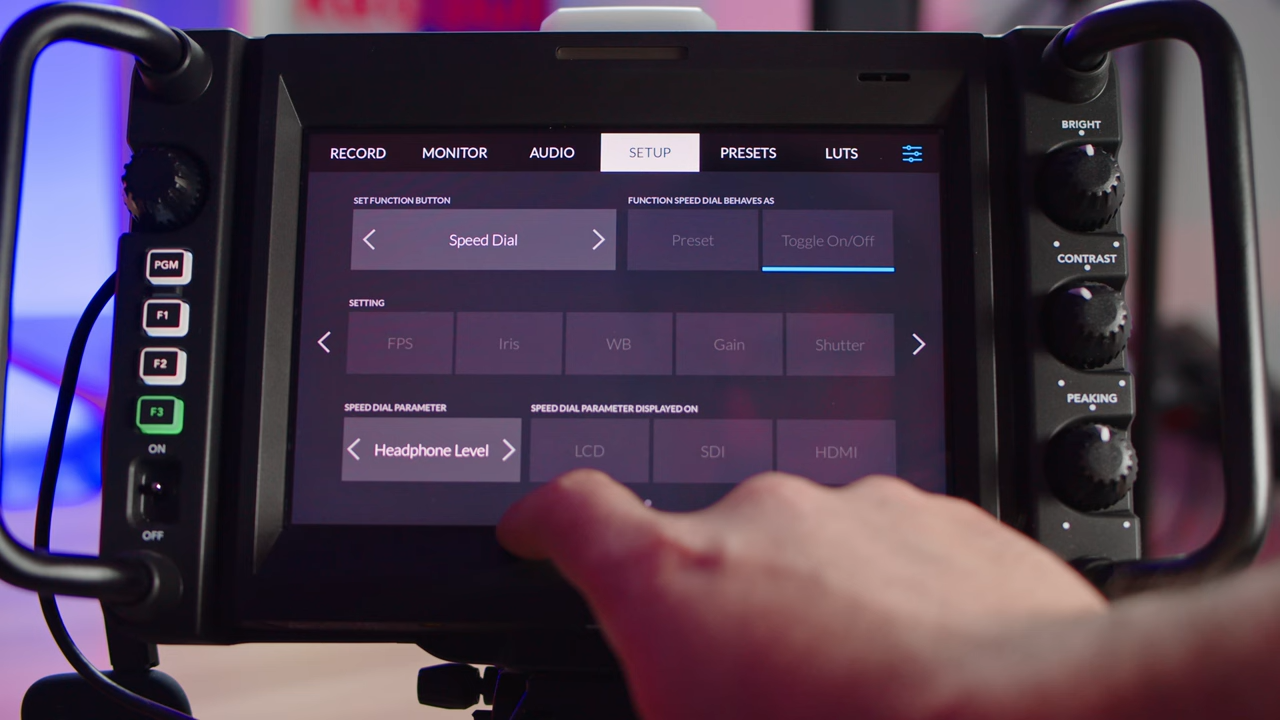 BRIGHT
RECORD MONITOR AUDIO SETUP PRESETS LUTS
SET FUNCTION BUTTON FUNCTION SPEED DIAL BEHAVES AS
Speed Dial Preset Toggle On/Off
CONTRAST
PGM
SETTING
F1
FPS Iris WB Gain Shutter
F2
PEAKING
SPEED DIAL PARAMETER SPEED DIAL PARAMETER DISPLAYED ON
F3
ON
Headphone Level LCD SDI HDMI
OFF